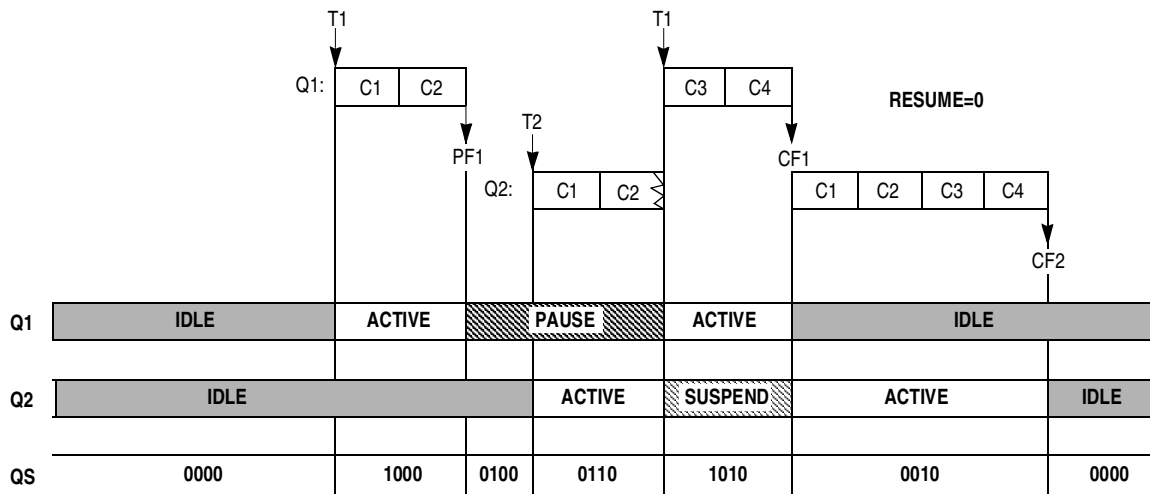 T1 T1
Q1: C1 C2 C3 C4
RESUME=0
T2
PF1 CF1
Q2: C1 C2 C1 C2 C3 C4
CF2
Q1 IDLE ACTIVE PAUSE ACTIVE IDLE
Q2 IDLE ACTIVE SUSPEND ACTIVE IDLE
QS 0000 1000 0100 0110 1010 0010 0000